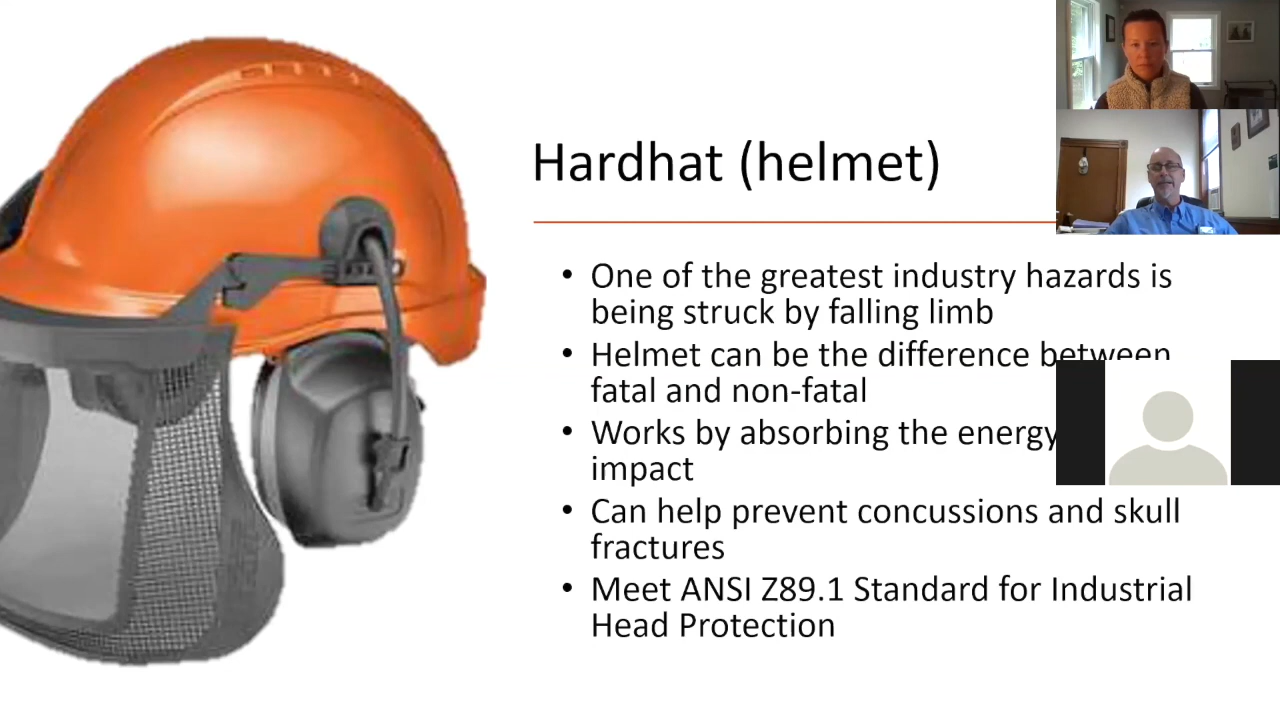 Hardhat (helmet)
• One of the greatest industry hazards is
being struck by falling limb
• Helmet can be the difference between
fatal and non-fatal
• Works by absorbing the energy
impact
• Can help prevent concussions and skull
fractures
• Meet ANSI Z89.1 Standard for Industrial
Head Protection